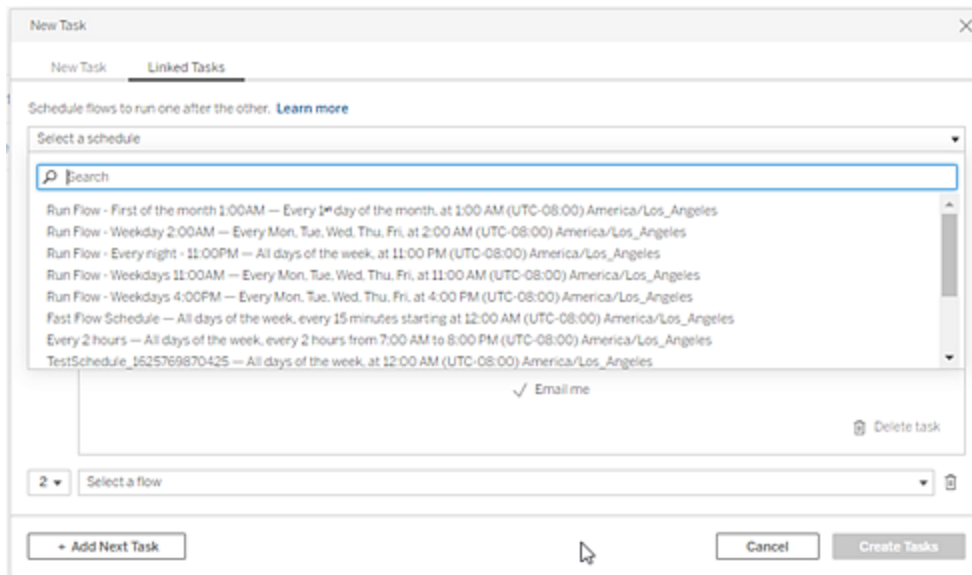 New Task
New Task Linked Tasks
Schedule flows to run one after the other. Learn more
Select a schedule
Search
Run Flow - First of the month 1:00AM — Every 1st day of the month, at 1:00 AM (UTC-08:00) America/Los_Angeles
Run Flow - Weekday 2:00AM — Every Mon, Tue, Wed, Thu, Fri, at 2:00 AM (UTC-08:00) America/Los_Angeles
Run Flow - Every night - 11:00PM — All days of the week, at 11:00 PM (UTC-08:00) America/Los_Angeles
Run Flow - Weekdays 11:00AM — Every Mon, Tue, Wed, Thu, Fri, at 11:00 AM (UTC-08:00) America/Los_Angeles
Run Flow - Weekdays 4:00PM — Every Mon, Tue, Wed, Thu, Fri, at 4:00 PM (UTC-08:00) America/Los_Angeles
Fast Flow Schedule — All days of the week, every 15 minutes starting at 12:00 AM (UTC-08:00) America/Los_Angeles
Every 2 hours — All days of the week, every 2 hours from 7:00 AM to 8:00 PM (UTC-08:00) America/Los_Angeles
TestSchedule_1625769870425 — All days of the week, at 12:00 AM (UTC-08:00) America/Los_Angeles
Email me
Delete task
2 Select a flow
+ Add Next Task Cancel Create Tasks